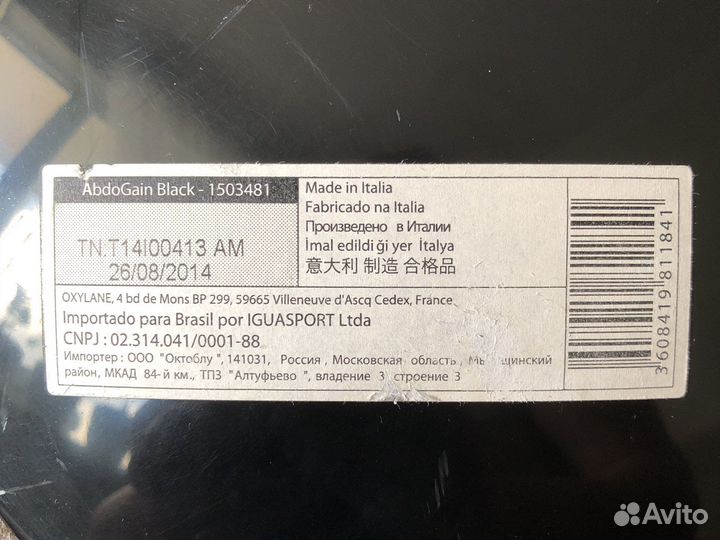 AbdoGain Black - 1503481
TN.T14I00413 AM
26/08/2014
Made in Italia
Fabricado na Italia
Произведено в Италии
İmal edildiği yer İtalya
意大利 制造 合格品
OXYLANE, 4 bd de Mons BP 299, 59665 Villeneuve d'Ascq Cedex, France
Importado para Brasil por IGUASPORT Ltda
CNPJ : 02.314.041/0001-88
Импортер : ООО "Октоблу", 141031, Россия, Московская область,
район, МКАД 84-й км., ТПЗ "Алтуфьево", владение 3 строение 3
3608419811841
Avito